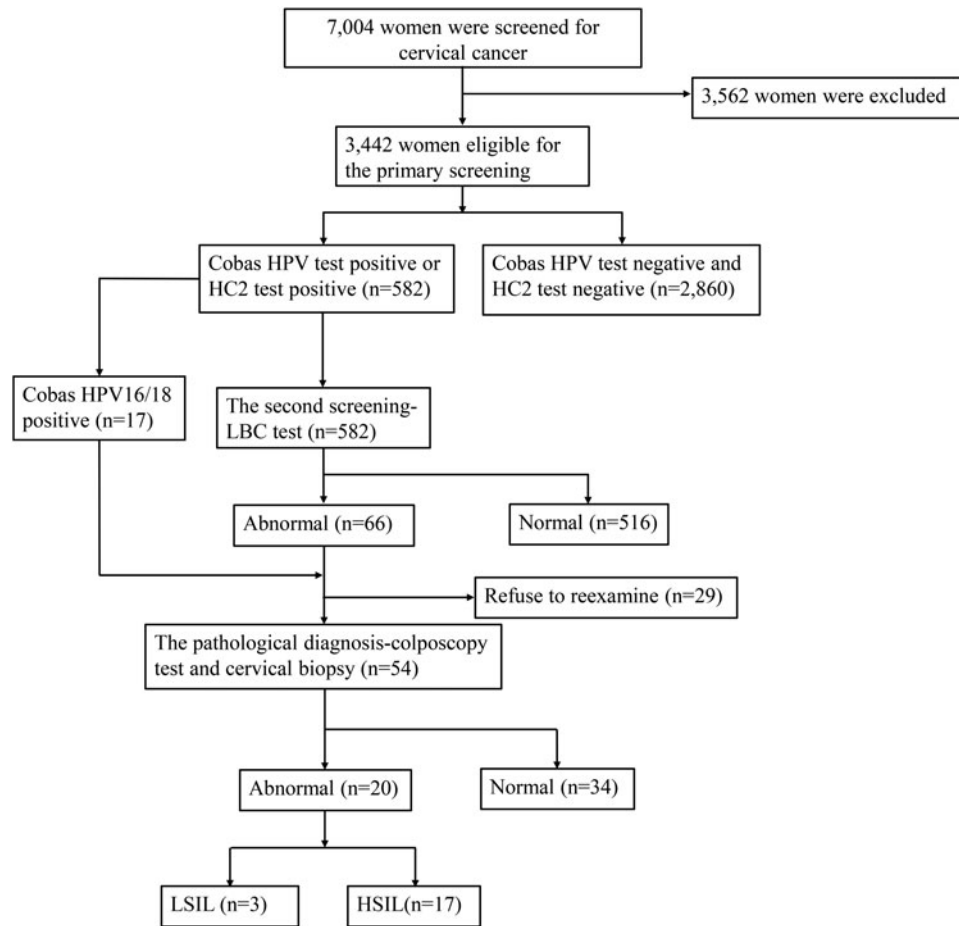 7,004 women were screened for
cervical cancer
3,562 women were excluded
3,442 women eligible for
the primary screening
Cobas HPV test positive or
HC2 test positive (n=582)
Cobas HPV test negative and
HC2 test negative (n=2,860)
Cobas HPV16/18
positive (n=17)
The second screening-
LBC test (n=582)
Abnormal (n=66)
Normal (n=516)
Refuse to reexamine (n=29)
The pathological diagnosis-colposcopy
test and cervical biopsy (n=54)
Abnormal (n=20)
Normal (n=34)
LSIL (n=3)
HSIL(n=17)